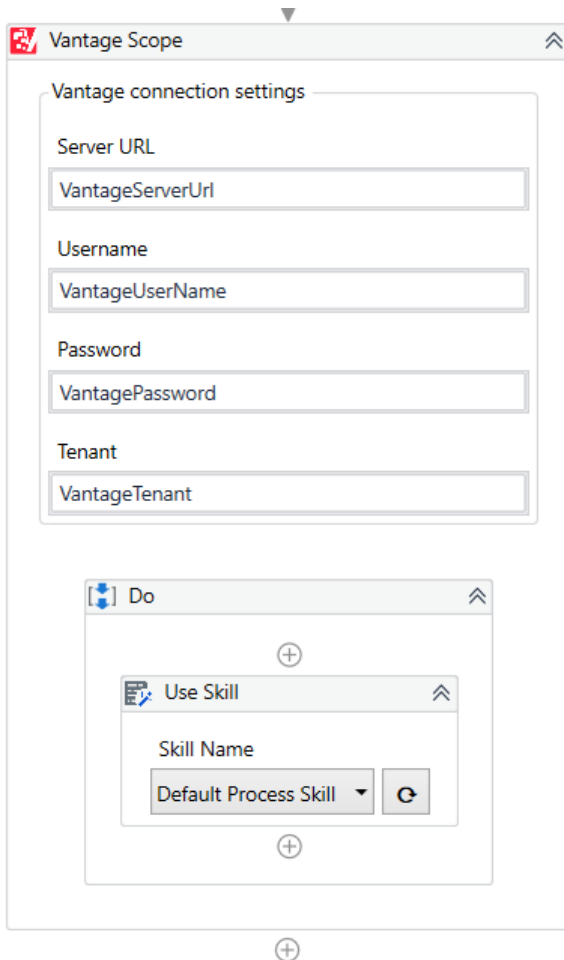 Vantage Scope
Vantage connection settings
Server URL
VantageServerUrl
Username
VantageUserName
Password
VantagePassword
Tenant
VantageTenant
Do
Use Skill
Skill Name
Default Process Skill